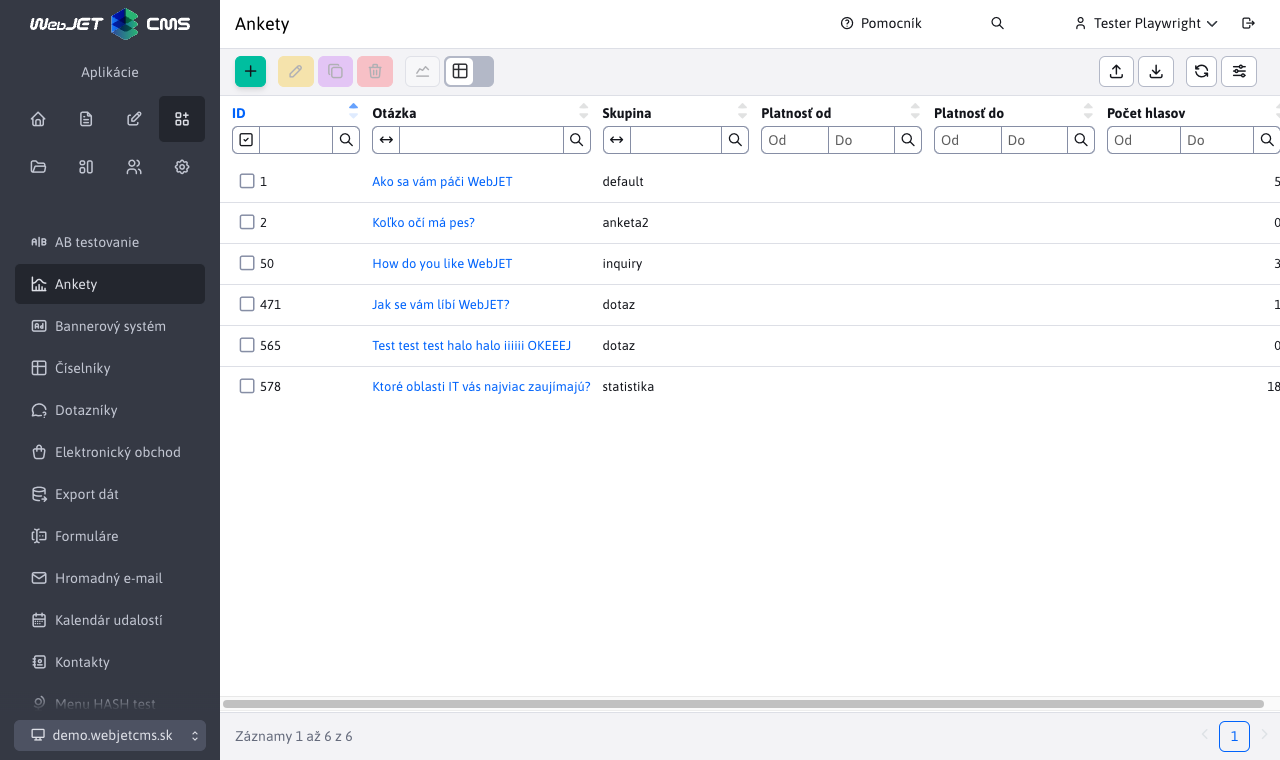 WebJET CMS
Ankety
Pomocník
Tester Playwright
Aplikácie
AB testovanie
Ankety
Bannerový systém
Číselníky
Dotazníky
Elektronický obchod
Export dát
Formuláre
Hromadný e-mail
Kalendár udalostí
Kontakty
Menu HASH test
demo.webjetcms.sk
ID Otázka Skupina Platnosť od Platnosť do Počet hlasov
Od Do Od Do Od Do
1 Ako sa vám páči WebJET default 5
2 Koľko očí má pes? anketa2 0
50 How do you like WebJET inquiry 3
471 Jak se vám líbí WebJET? dotaz 1
565 Test test test halo halo iiiiii OKEEEJ dotaz 0
578 Ktoré oblasti IT vás najviac zaujímajú? statistika 18
Záznamy 1 až 6 z 6
1